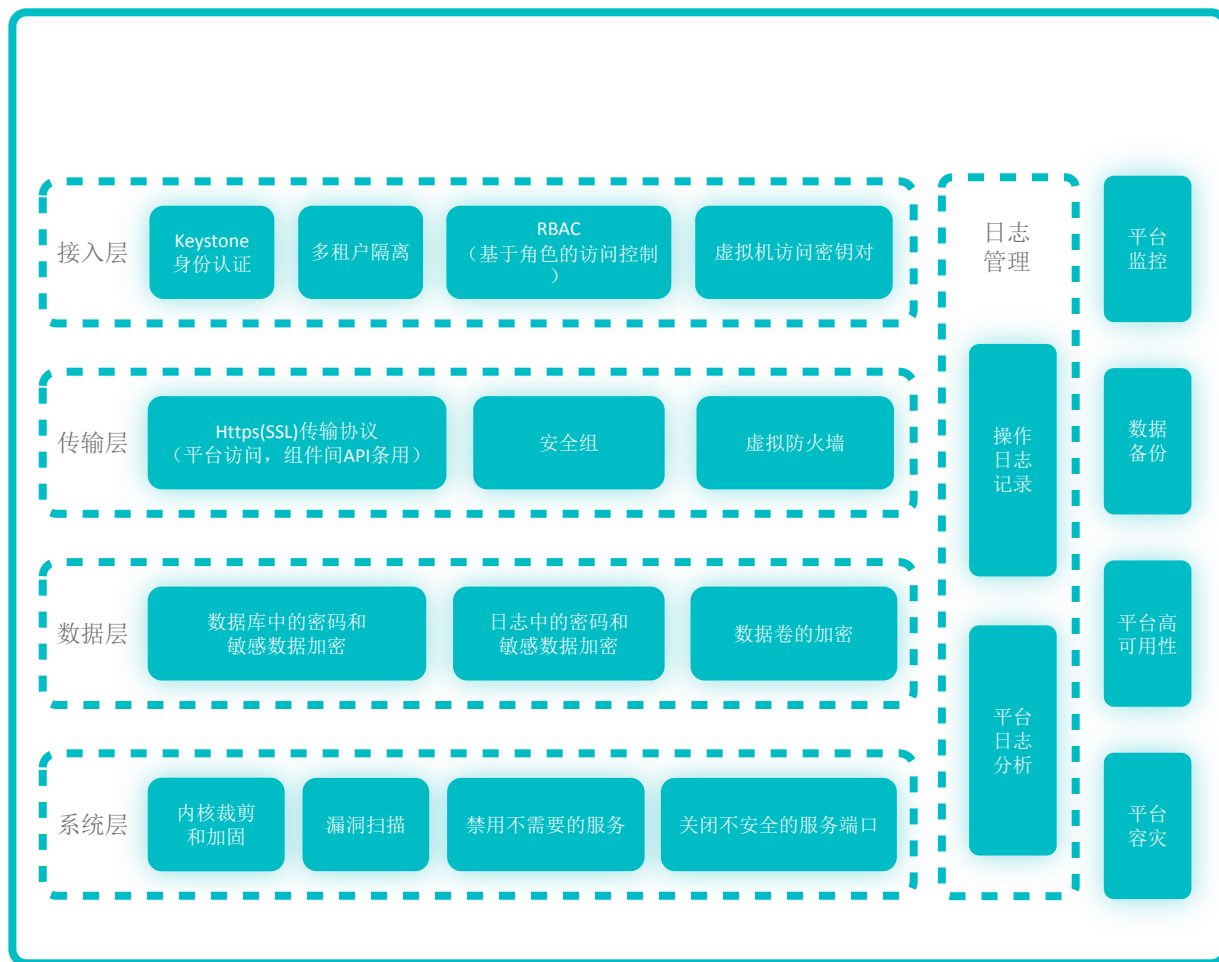 接入层
Keystone
身份认证
多租户隔离
RBAC
（基于角色的访问控制
）
虚拟机访问密钥对
传输层
Https(SSL)传输协议
（平台访问，组件间API条用）
安全组
虚拟防火墙
数据层
数据库中的密码和
敏感数据加密
日志中的密码和
敏感数据加密
数据卷的加密
系统层
内核裁剪
和加固
漏洞扫描
禁用不需要的服务
关闭不安全的服务端口
日志
管理
操作
日志
记录
平台
日志
分析
平台
监控
数据
备份
平台高
可用性
平台
容灾